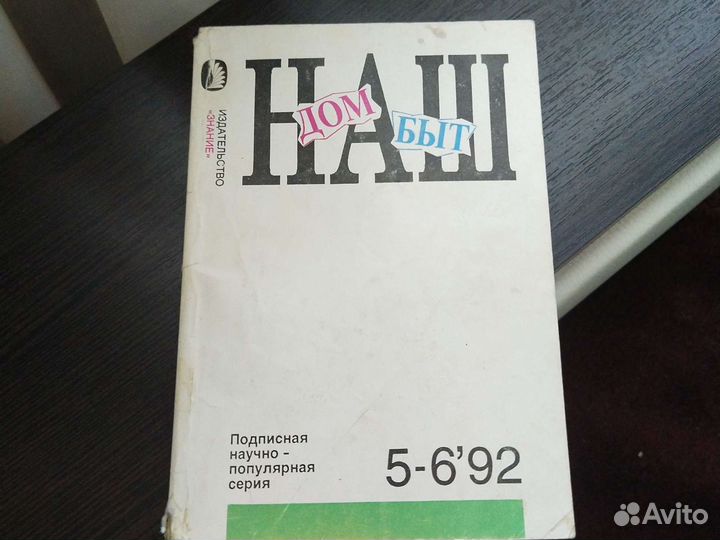 ИЗДАТЕЛЬСТВО
«ЗНАНИЕ»
НАШ
ДОМ
БЫТ
Подписная
научно-
популярная
серия
5-6'92
Avito